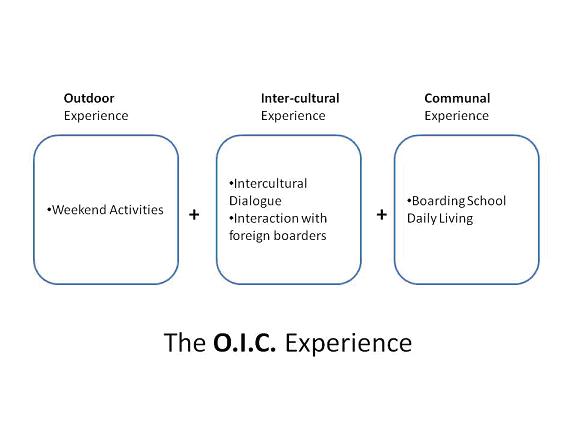 Outdoor
Experience
Inter-cultural
Experience
Communal
Experience
•Weekend Activities
+
•Intercultural
Dialogue
•Interaction with
foreign boarders
+
•Boarding School
Daily Living
The O.I.C. Experience